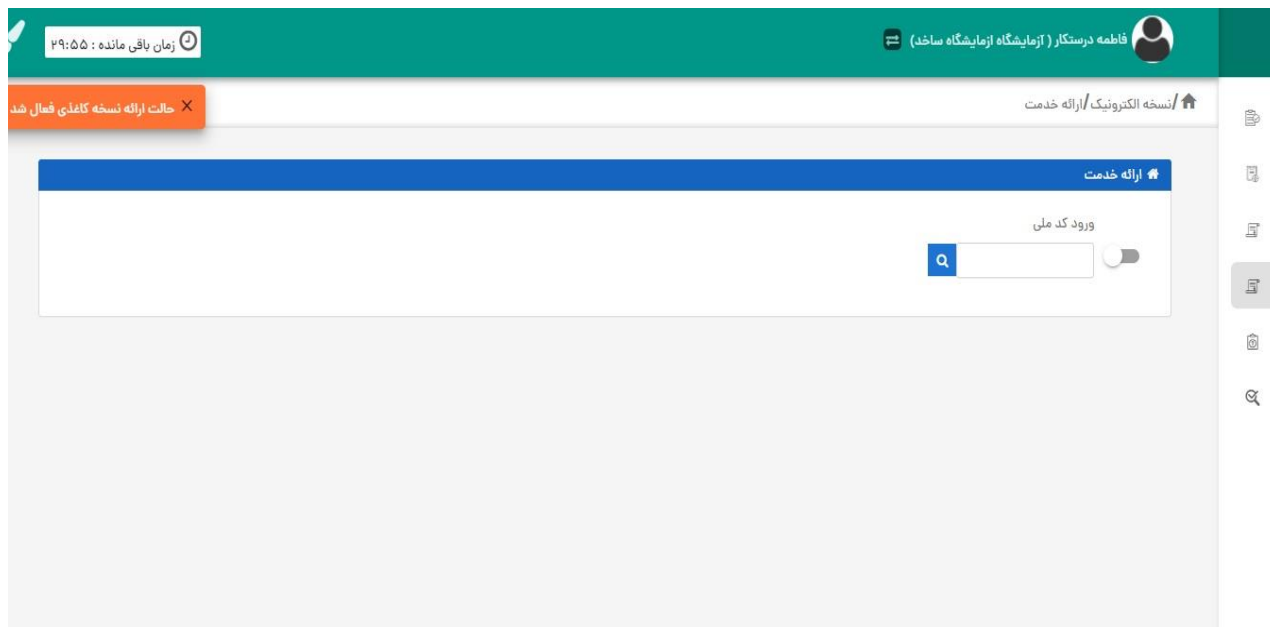 فاطمه درستکار ( آزمایشگاه ازمایشگاه ساخد)
زمان باقی مانده : ۲۹:۵۵
/نسخه الکترونیک/ارائه خدمت
× حالت ارائه نسخه کاغذی فعال شد
ارائه خدمت
ورود کد ملی